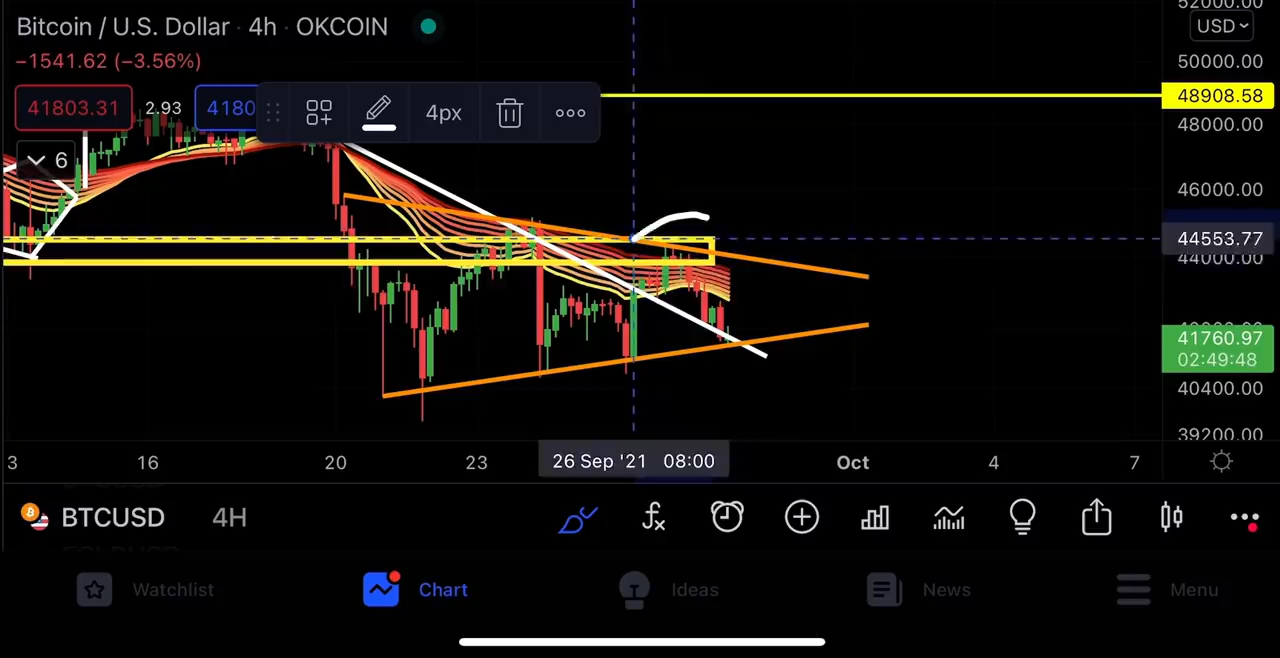 52000.00
Bitcoin / U.S. Dollar · 4h · OKCOIN
USD
−1541.62 (−3.56%)
50000.00
41803.31
2.93
4180
4px
48908.58
48000.00
6
46000.00
44553.77
44000.00
41760.97
02:49:48
40400.00
39200.00
3
16
20
23
26 Sep '21 08:00
Oct
4
7
BTCUSD
4H
fx
Watchlist
Chart
Ideas
News
Menu